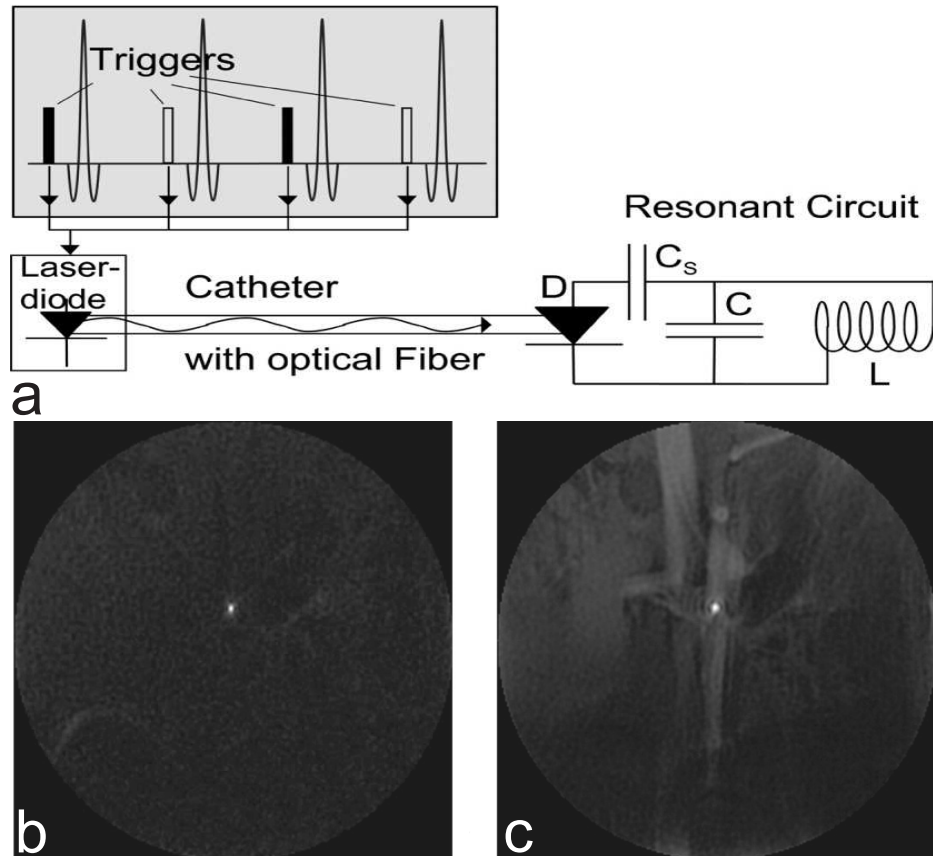 Triggers
Resonant Circuit
Laser-
diode
Catheter
with optical Fiber
D
Cs
C
L
a
b
c